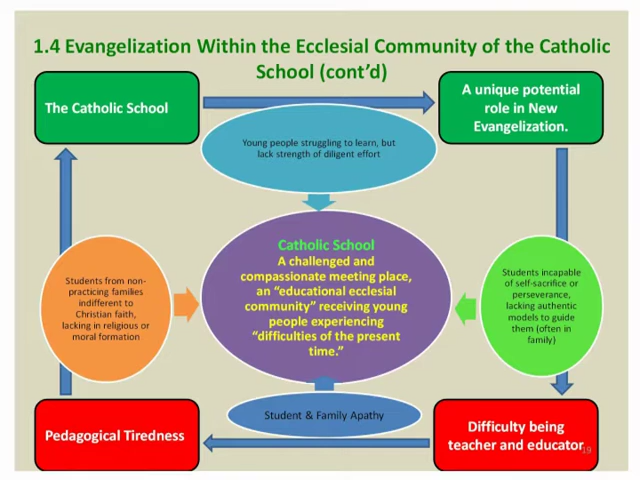 1.4 Evangelization Within the Ecclesial Community of the Catholic
School (cont’d)
The Catholic School
A unique potential
role in New
Evangelization.
Young people struggling to learn, but
lack strength of diligent effort
Catholic School
A challenged and
compassionate meeting place,
an “educational ecclesial
community” receiving young
people experiencing
“difficulties of the present
time.”
Students from non-
practicing families
indifferent to
Christian faith,
lacking in religious or
moral formation
Students incapable
of self-sacrifice or
perseverance,
lacking authentic
models to guide
them (often in
family)
Student & Family Apathy
Pedagogical Tiredness
Difficulty being
teacher and educator
19